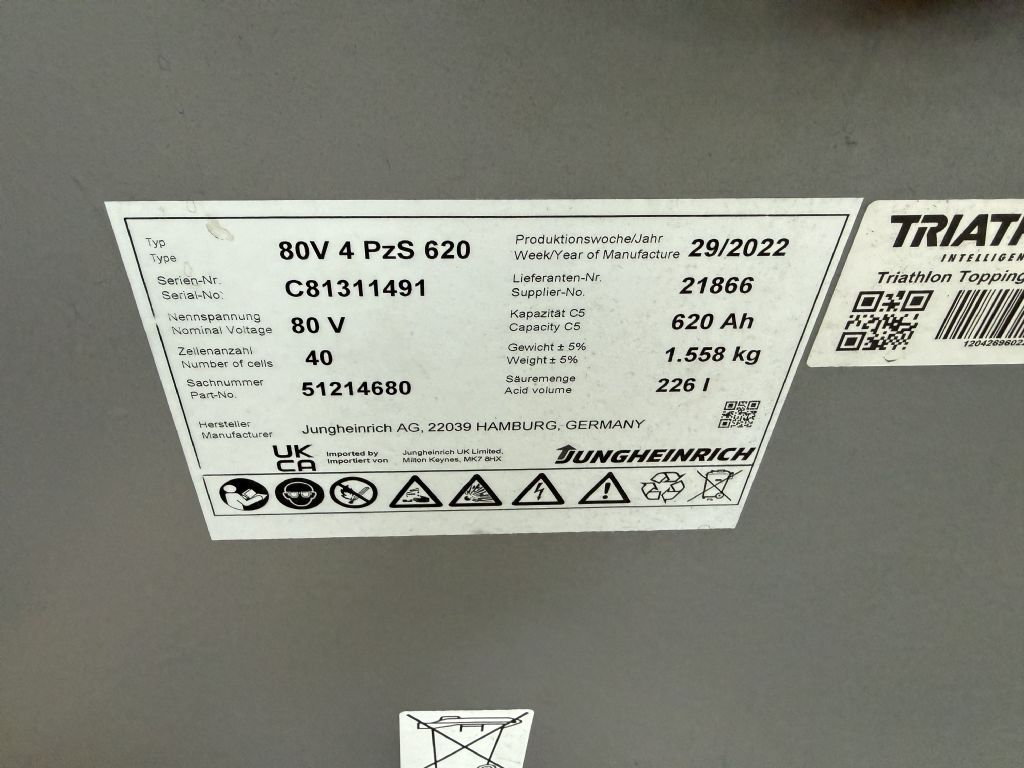 Typ
Type
80V 4 PzS 620
Produktionswoche/Jahr
Week/Year of Manufacture
29/2022
Serien-Nr.
Serial-No:
C81311491
Lieferanten-Nr.
Supplier-No.
21866
Nennspannung
Nominal Voltage
80 V
Kapazität C5
Capacity C5
620 Ah
Zellenanzahl
Number of cells
40
Gewicht ± 5%
Weight ± 5%
1.558 kg
Sachnummer
Part-No.
51214680
Säuremenge
Acid volume
226 l
Hersteller
Manufacturer
Jungheinrich AG, 22039 HAMBURG, GERMANY
UK
CA
Imported by
Importiert von
Jungheinrich UK Limited,
Milton Keynes, MK7 8HX
JUNGHEINRICH
TRIATH
INTELLIGEN
Triathlon Topping
1204269602